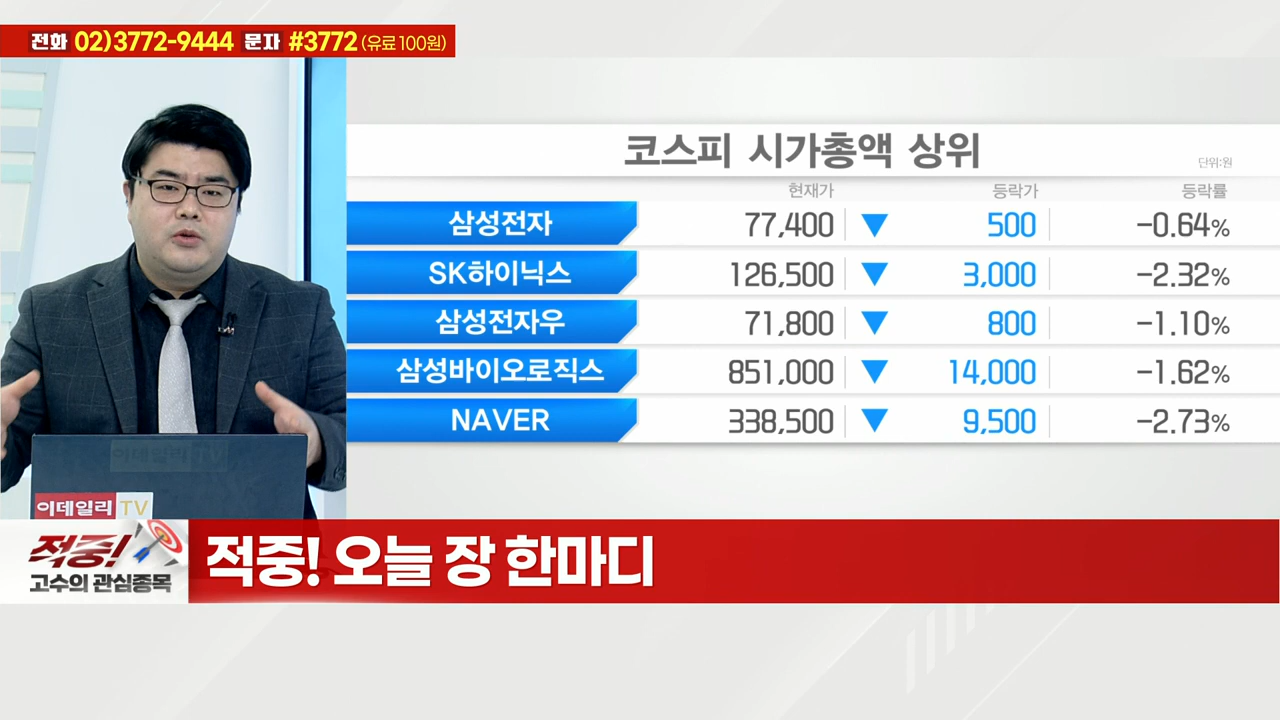 전화 02)3772-9444 문자 #3772 (유료 100원)
코스피 시가총액 상위
단위:원
현재가 등락가 등락률
삼성전자 77,400 ▼ 500 -0.64%
SK하이닉스 126,500 ▼ 3,000 -2.32%
삼성전자우 71,800 ▼ 800 -1.10%
삼성바이오로직스 851,000 ▼ 14,000 -1.62%
NAVER 338,500 ▼ 9,500 -2.73%
이데일리 TV
이데일리 TV
적중!
고수의 관심종목
적중! 오늘 장 한마디